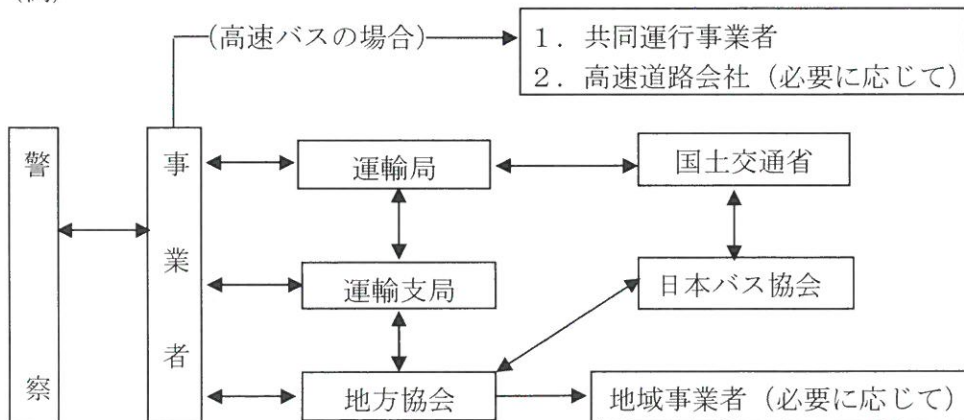 (高速バスの場合)
1．共同運行事業者
2．高速道路会社（必要に応じて）
警察
事業者
運輸局
国土交通省
運輸支局
日本バス協会
地方協会
地域事業者（必要に応じて）